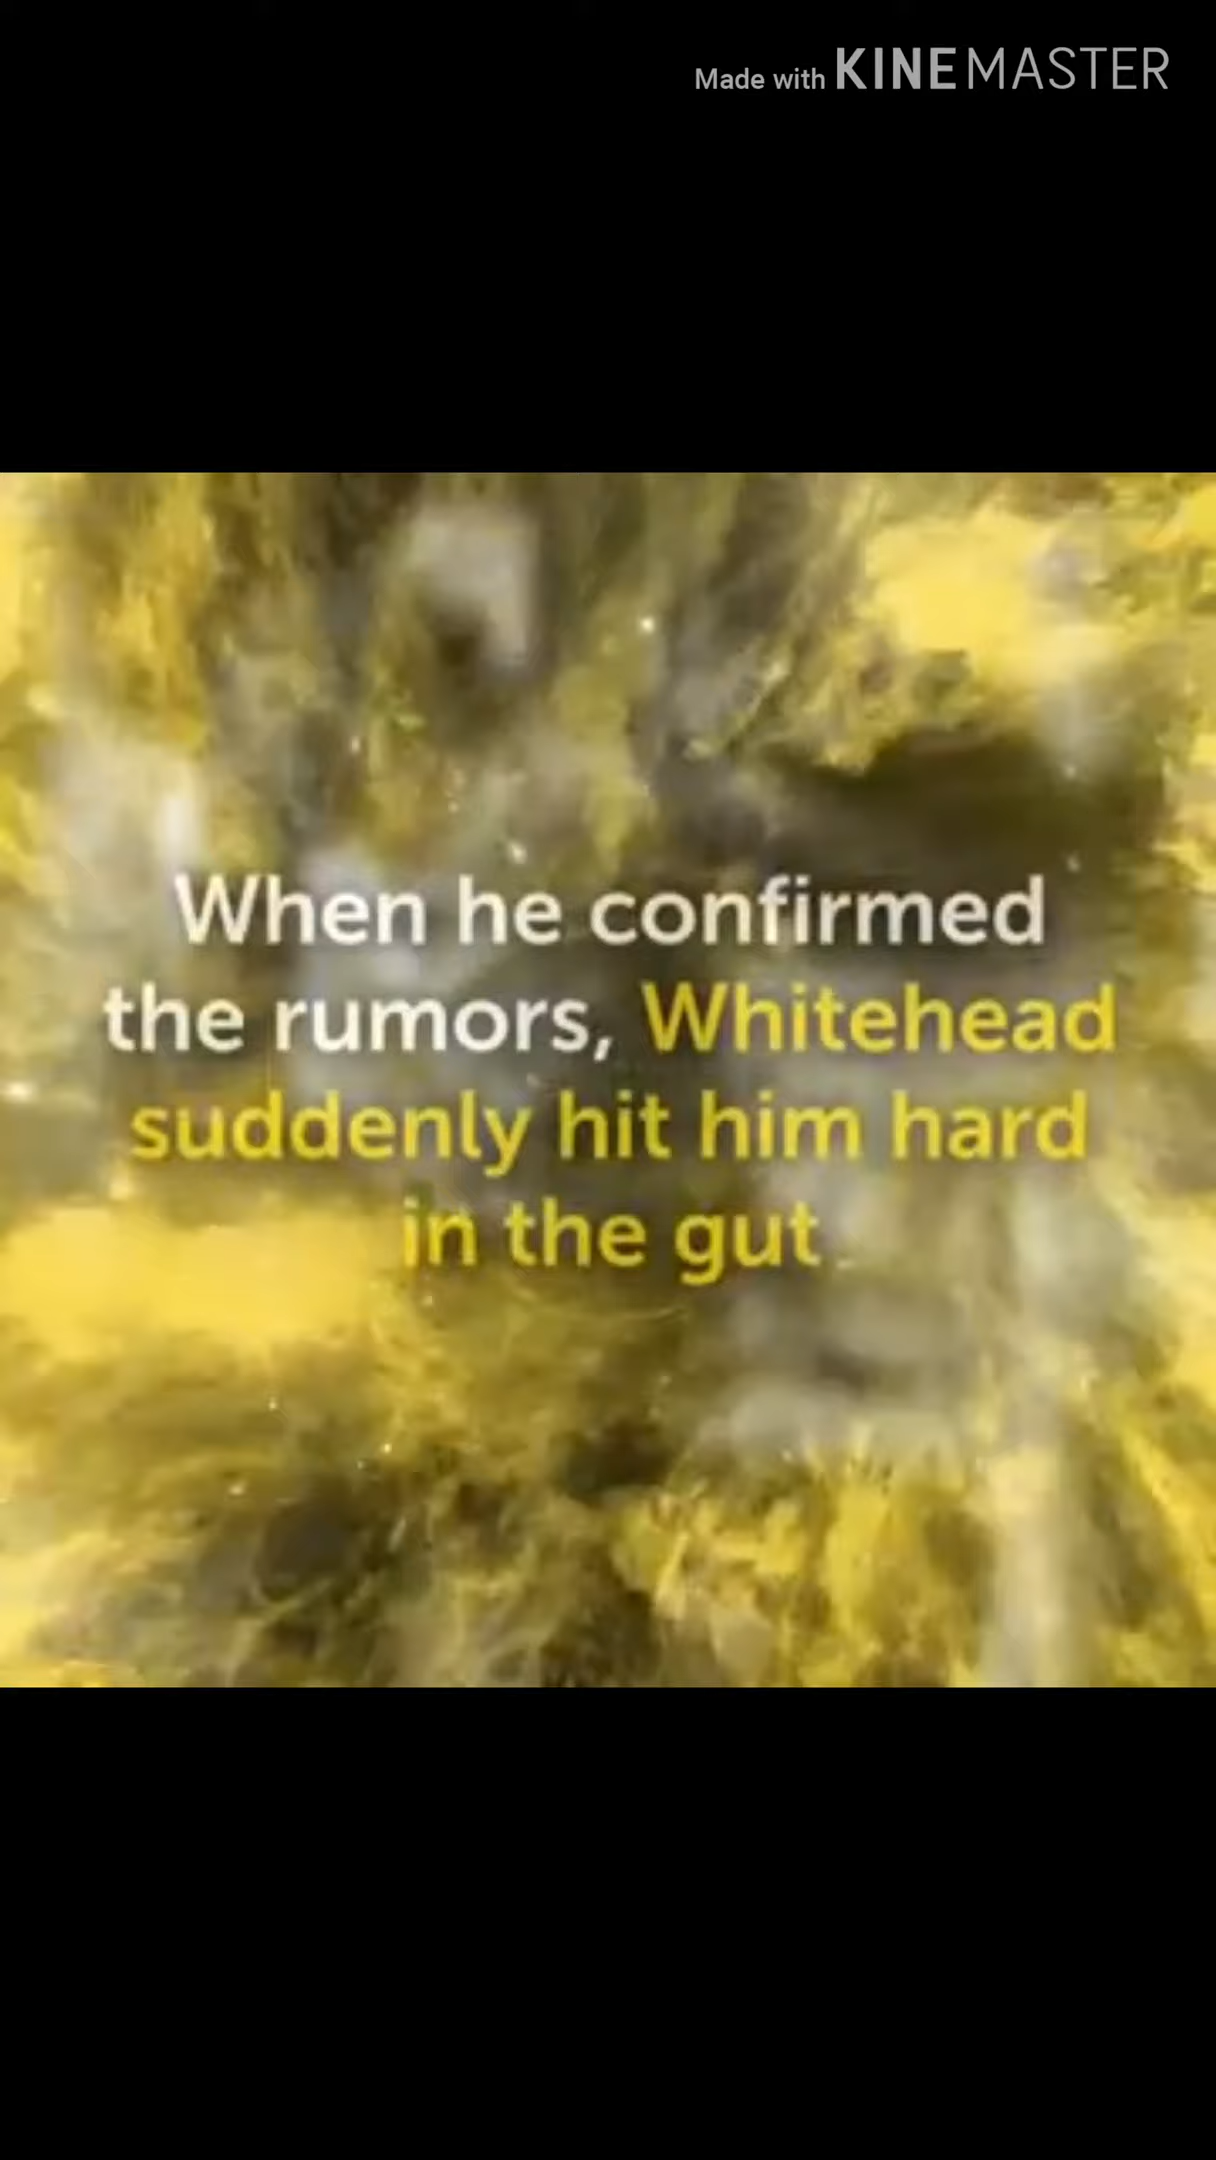 Made with KINEMASTER
When he confirmed
the rumors, Whitehead
suddenly hit him hard
in the gut